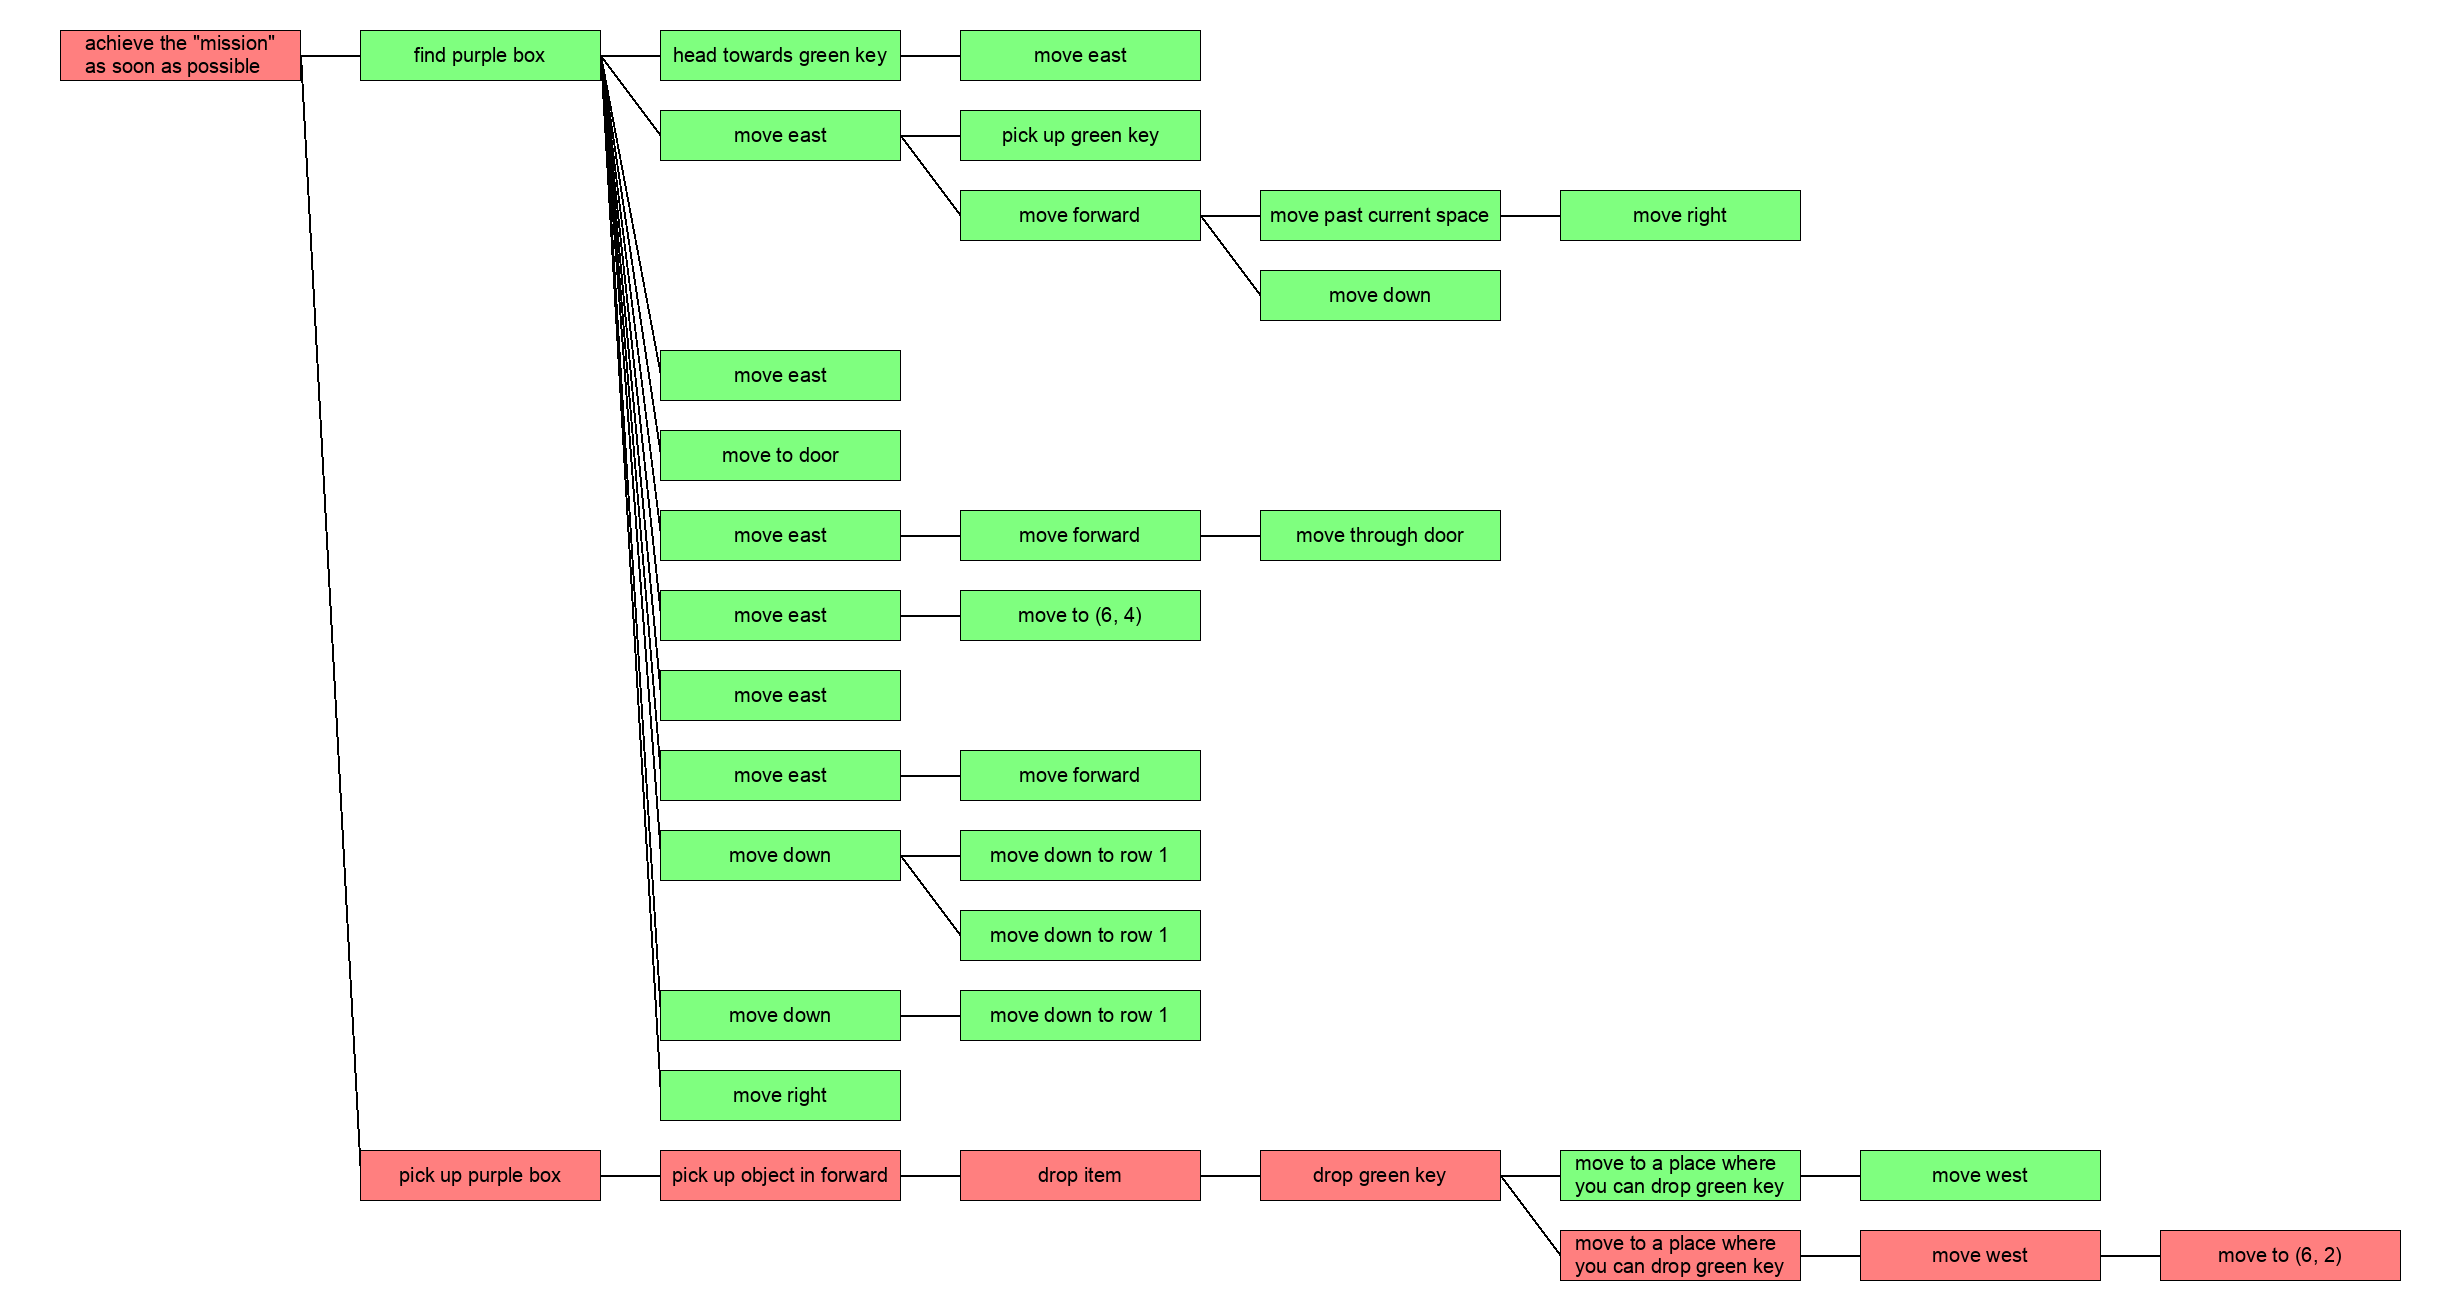 achieve the "mission"
as soon as possible
find purple box
head towards green key
move east
move east
pick up green key
move forward
move past current space
move right
move down
move east
move to door
move east
move forward
move through door
move east
move to (6, 4)
move east
move east
move forward
move down
move down to row 1
move down to row 1
move down
move down to row 1
move right
pick up purple box
pick up object in forward
drop item
drop green key
move to a place where
you can drop green key
move west
move to a place where
you can drop green key
move west
move to (6, 2)